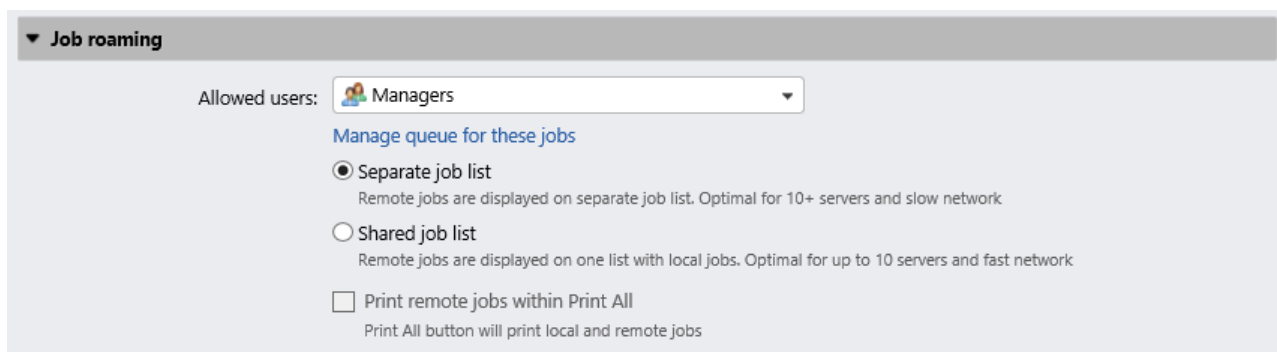 Job roaming
Allowed users: Managers
Manage queue for these jobs
Separate job list
Remote jobs are displayed on separate job list. Optimal for 10+ servers and slow network
Shared job list
Remote jobs are displayed on one list with local jobs. Optimal for up to 10 servers and fast network
Print remote jobs within Print All
Print All button will print local and remote jobs